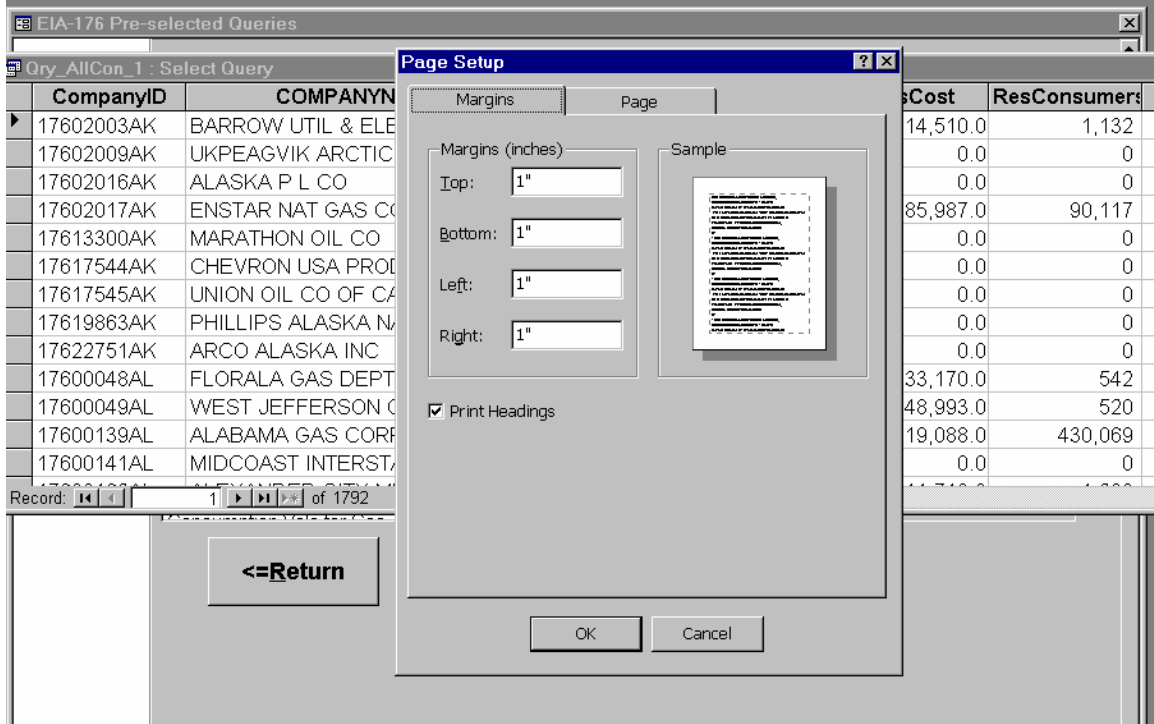 EIA-176 Pre-selected Queries
Qry_AllCon_1 : Select Query
Page Setup
Margins Page
CompanyID COMPANYN sCost ResConsumers
17602003AK BARROW UTIL & ELE 14,510.0 1,132
17602009AK UKPEAGVIK ARCTIC 0.0 0
17602016AK ALASKA P L CO 0.0 0
17602017AK ENSTAR NAT GAS CO 85,987.0 90,117
17613300AK MARATHON OIL CO 0.0 0
17617544AK CHEVRON USA PROD 0.0 0
17617545AK UNION OIL CO OF CA 0.0 0
17619863AK PHILLIPS ALASKA NA 0.0 0
17622751AK ARCO ALASKA INC 0.0 0
17600048AL FLORALA GAS DEPT 33,170.0 542
17600049AL WEST JEFFERSON 48,993.0 520
17600139AL ALABAMA GAS CORP 19,088.0 430,069
17600141AL MIDCOAST INTERSTA 0.0 0
Record: 1 of 1792
Margins (inches)
Top: 1"
Bottom: 1"
Left: 1"
Right: 1"
Sample
Print Headings
OK Cancel
<=Return